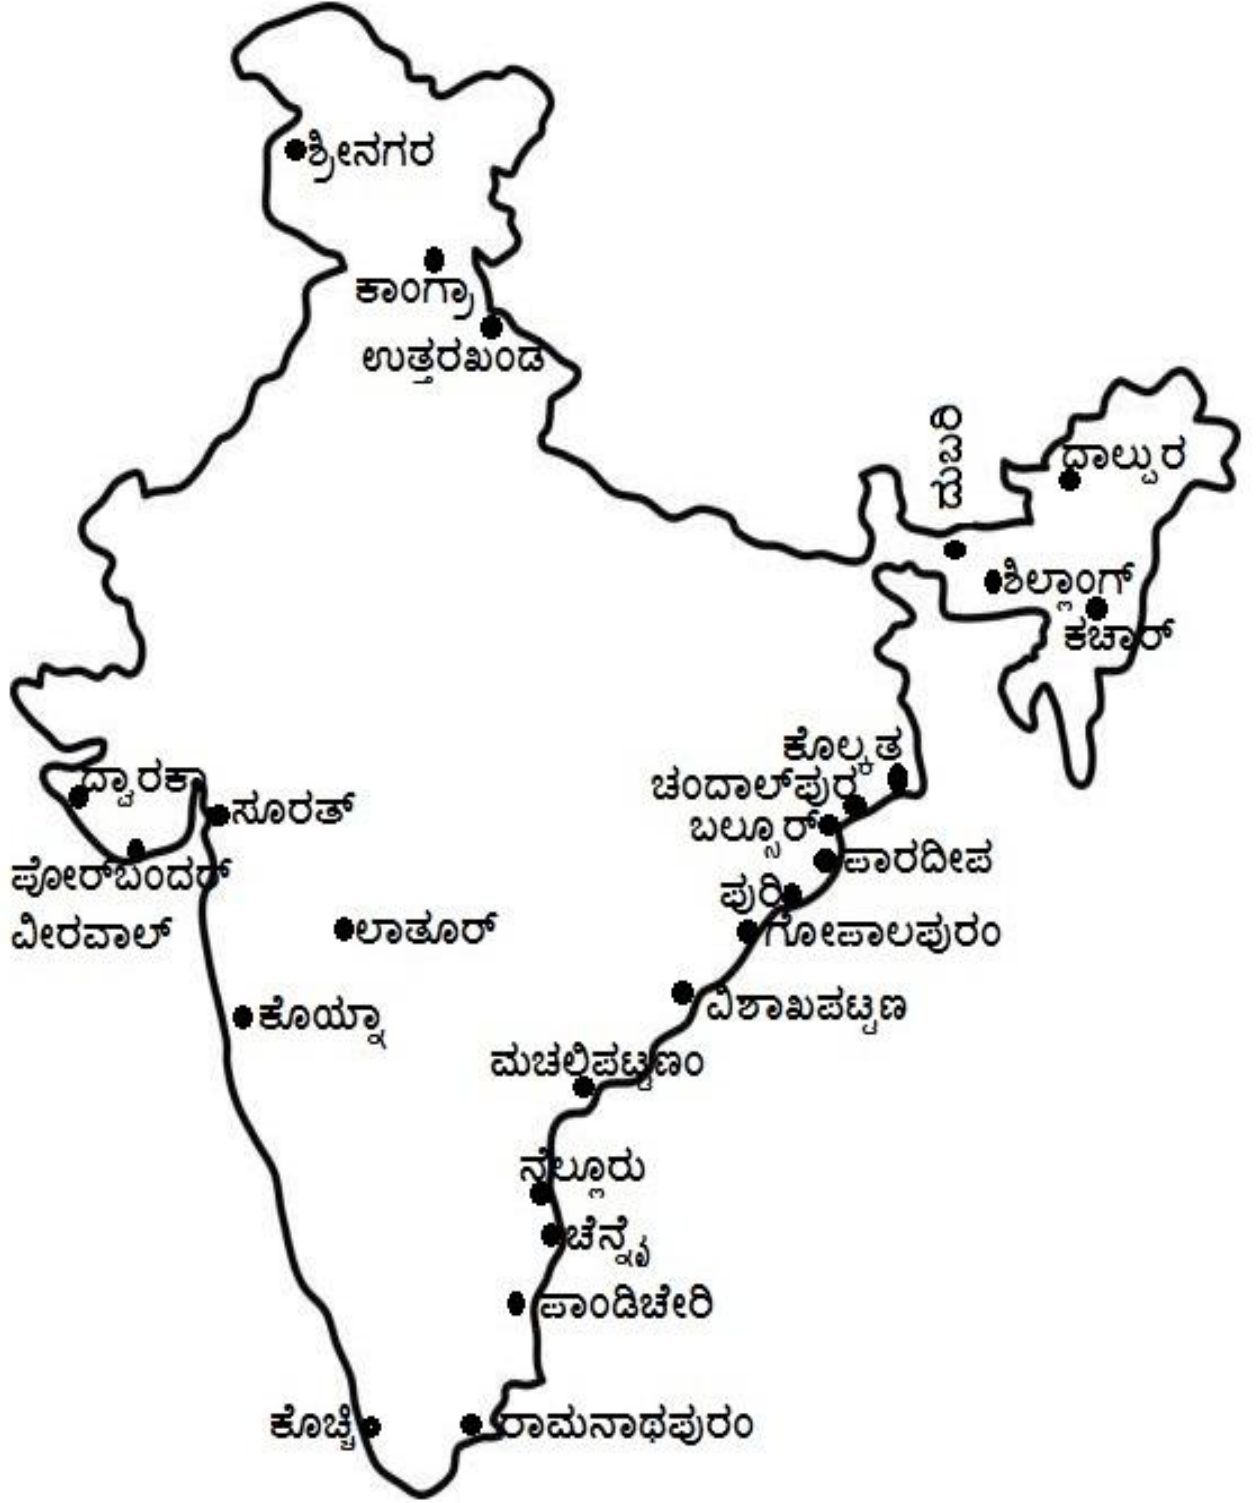 ಶ್ರೀನಗರ
ಕಾಂಗ್ರಾ
ಉತ್ತರಖಂಡ
ದುಬರಿ
ದಾಲ್ಪುರ
ಶಿಲ್ಲಾಂಗ್
ಕಚಾರ್
ಕೊಲ್ಕತ
ದ್ವಾರಕಾ
ಚಂದಾಲ್‌ಪುರ
ಸೂರತ್
ಬಲ್ಸೂರ್
ಪಾರದೀಪ
ಪೋರ್‌ಬಂದರ್
ಪುರಿ
ವೀರವಾಲ್
ಲಾತೂರ್
ಗೋಪಾಲಪುರಂ
ವಿಶಾಖಪಟ್ಟಣ
ಕೊಯ್ನಾ
ಮಚಲಿಪಟ್ಟಣಂ
ನೆಲ್ಲೂರು
ಚೆನ್ನೈ
ಪಾಂಡಿಚೇರಿ
ಕೊಚ್ಚಿ
ರಾಮನಾಥಪುರಂ